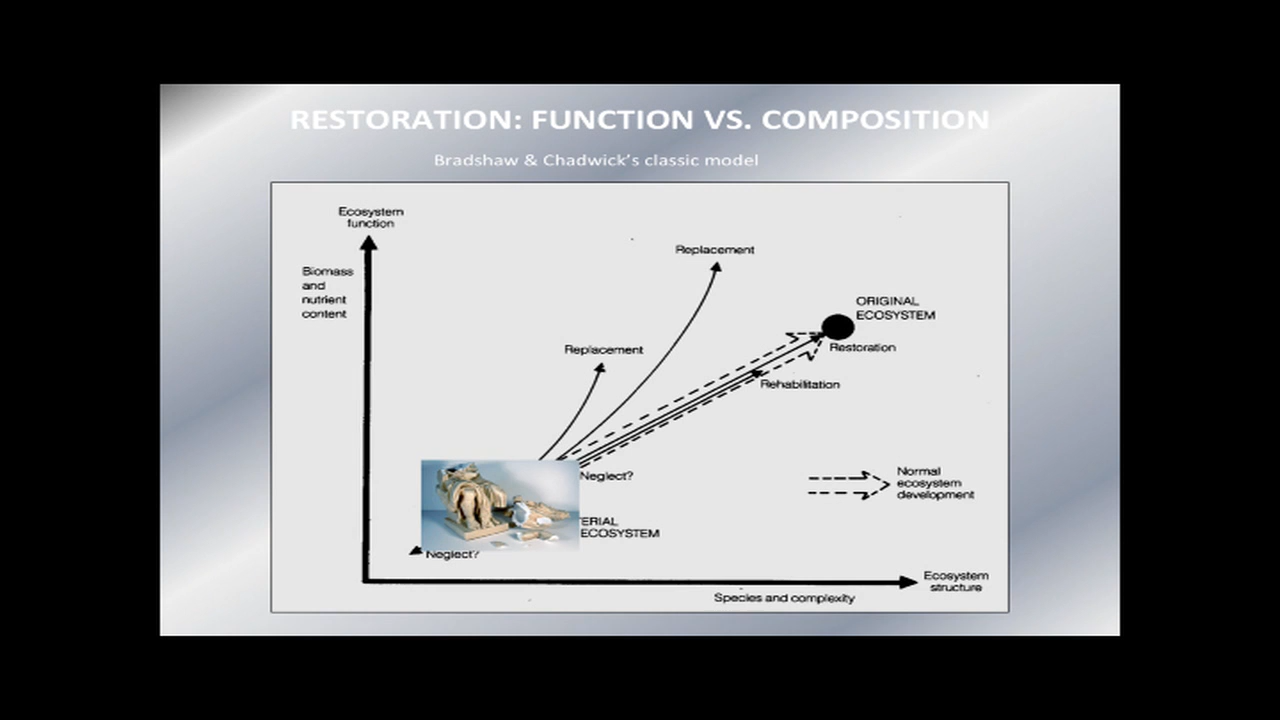 RESTORATION: FUNCTION VS. COMPOSITION
Bradshaw & Chadwick's classic model
Ecosystem
function
Biomass
and
nutrient
content
Replacement
ORIGINAL
ECOSYSTEM
Restoration
Replacement
Rehabilitation
Neglect?
Normal
ecosystem
development
TERIAL
ECOSYSTEM
Neglect?
Ecosystem
structure
Species and complexity